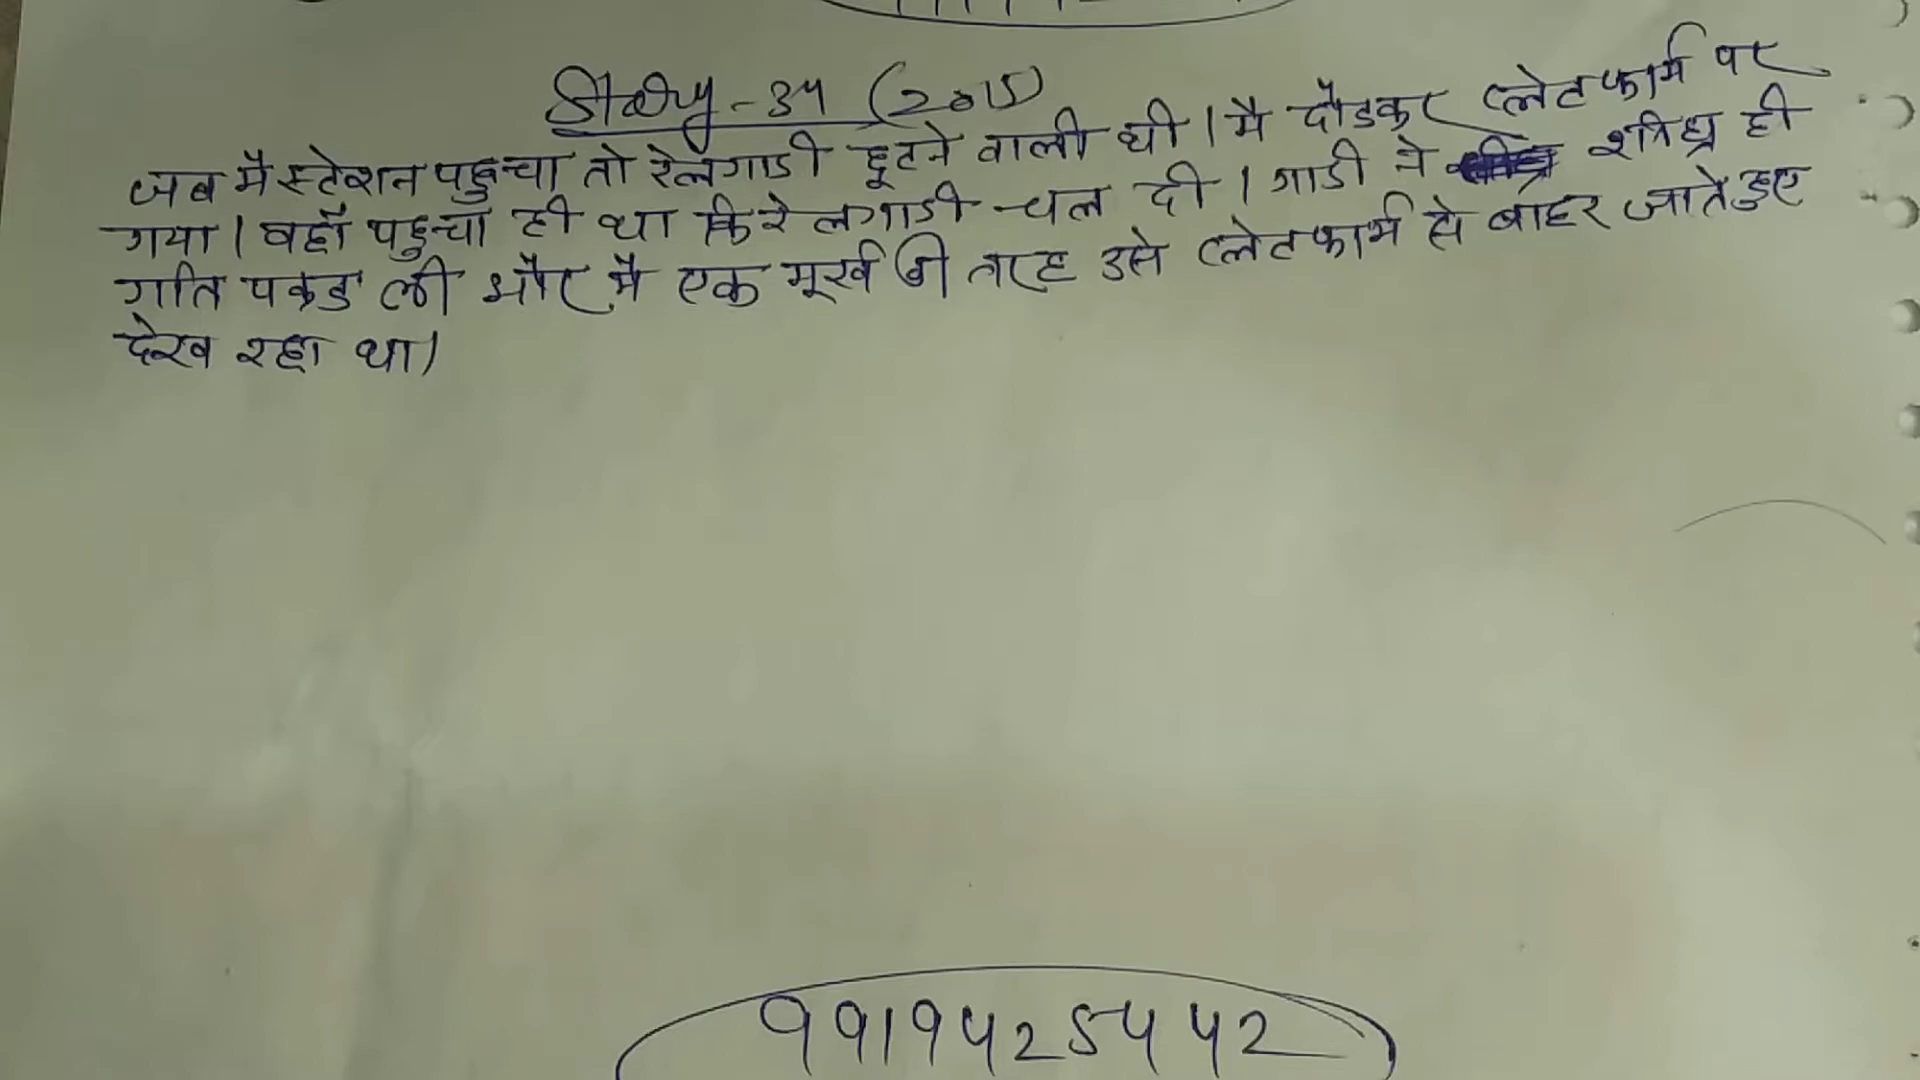 Story - 34 (2015)
जब मै स्टेशन पहुचा तो रेलगाडी छूटने वाली थी । मै दौडकर प्लेटफार्म पर
गया । वहाँ पहुचा ही था कि रेलगाडी चल दी । गाडी ने शीघ्र ही
गति पकड ली और मै एक मूर्ख की तरह उसे प्लेटफार्म से बाहर जाते हुए
देख रहा था।
9919425442